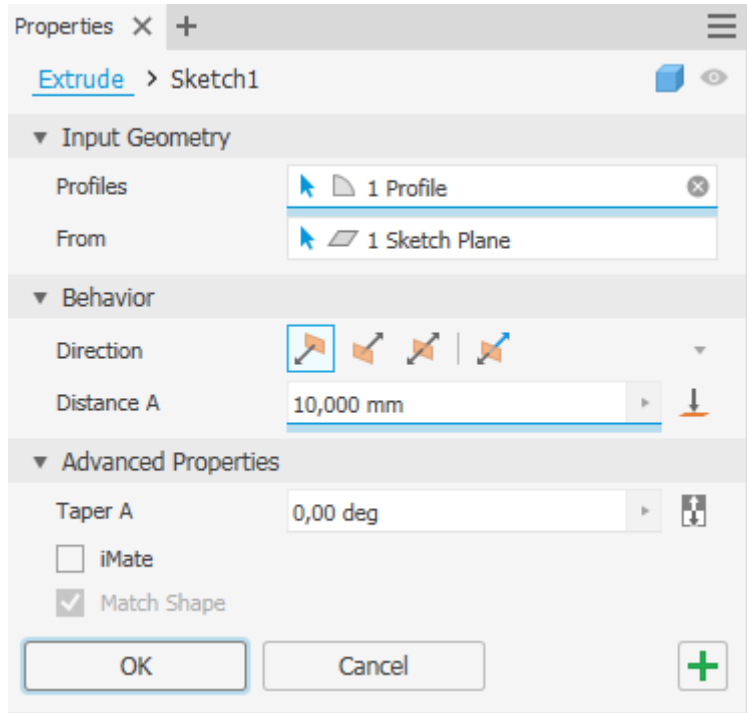 Properties
Extrude > Sketch1
Input Geometry
Profiles 1 Profile
From 1 Sketch Plane
Behavior
Direction
Distance A 10,000 mm
Advanced Properties
Taper A 0,00 deg
iMate
Match Shape
OK Cancel